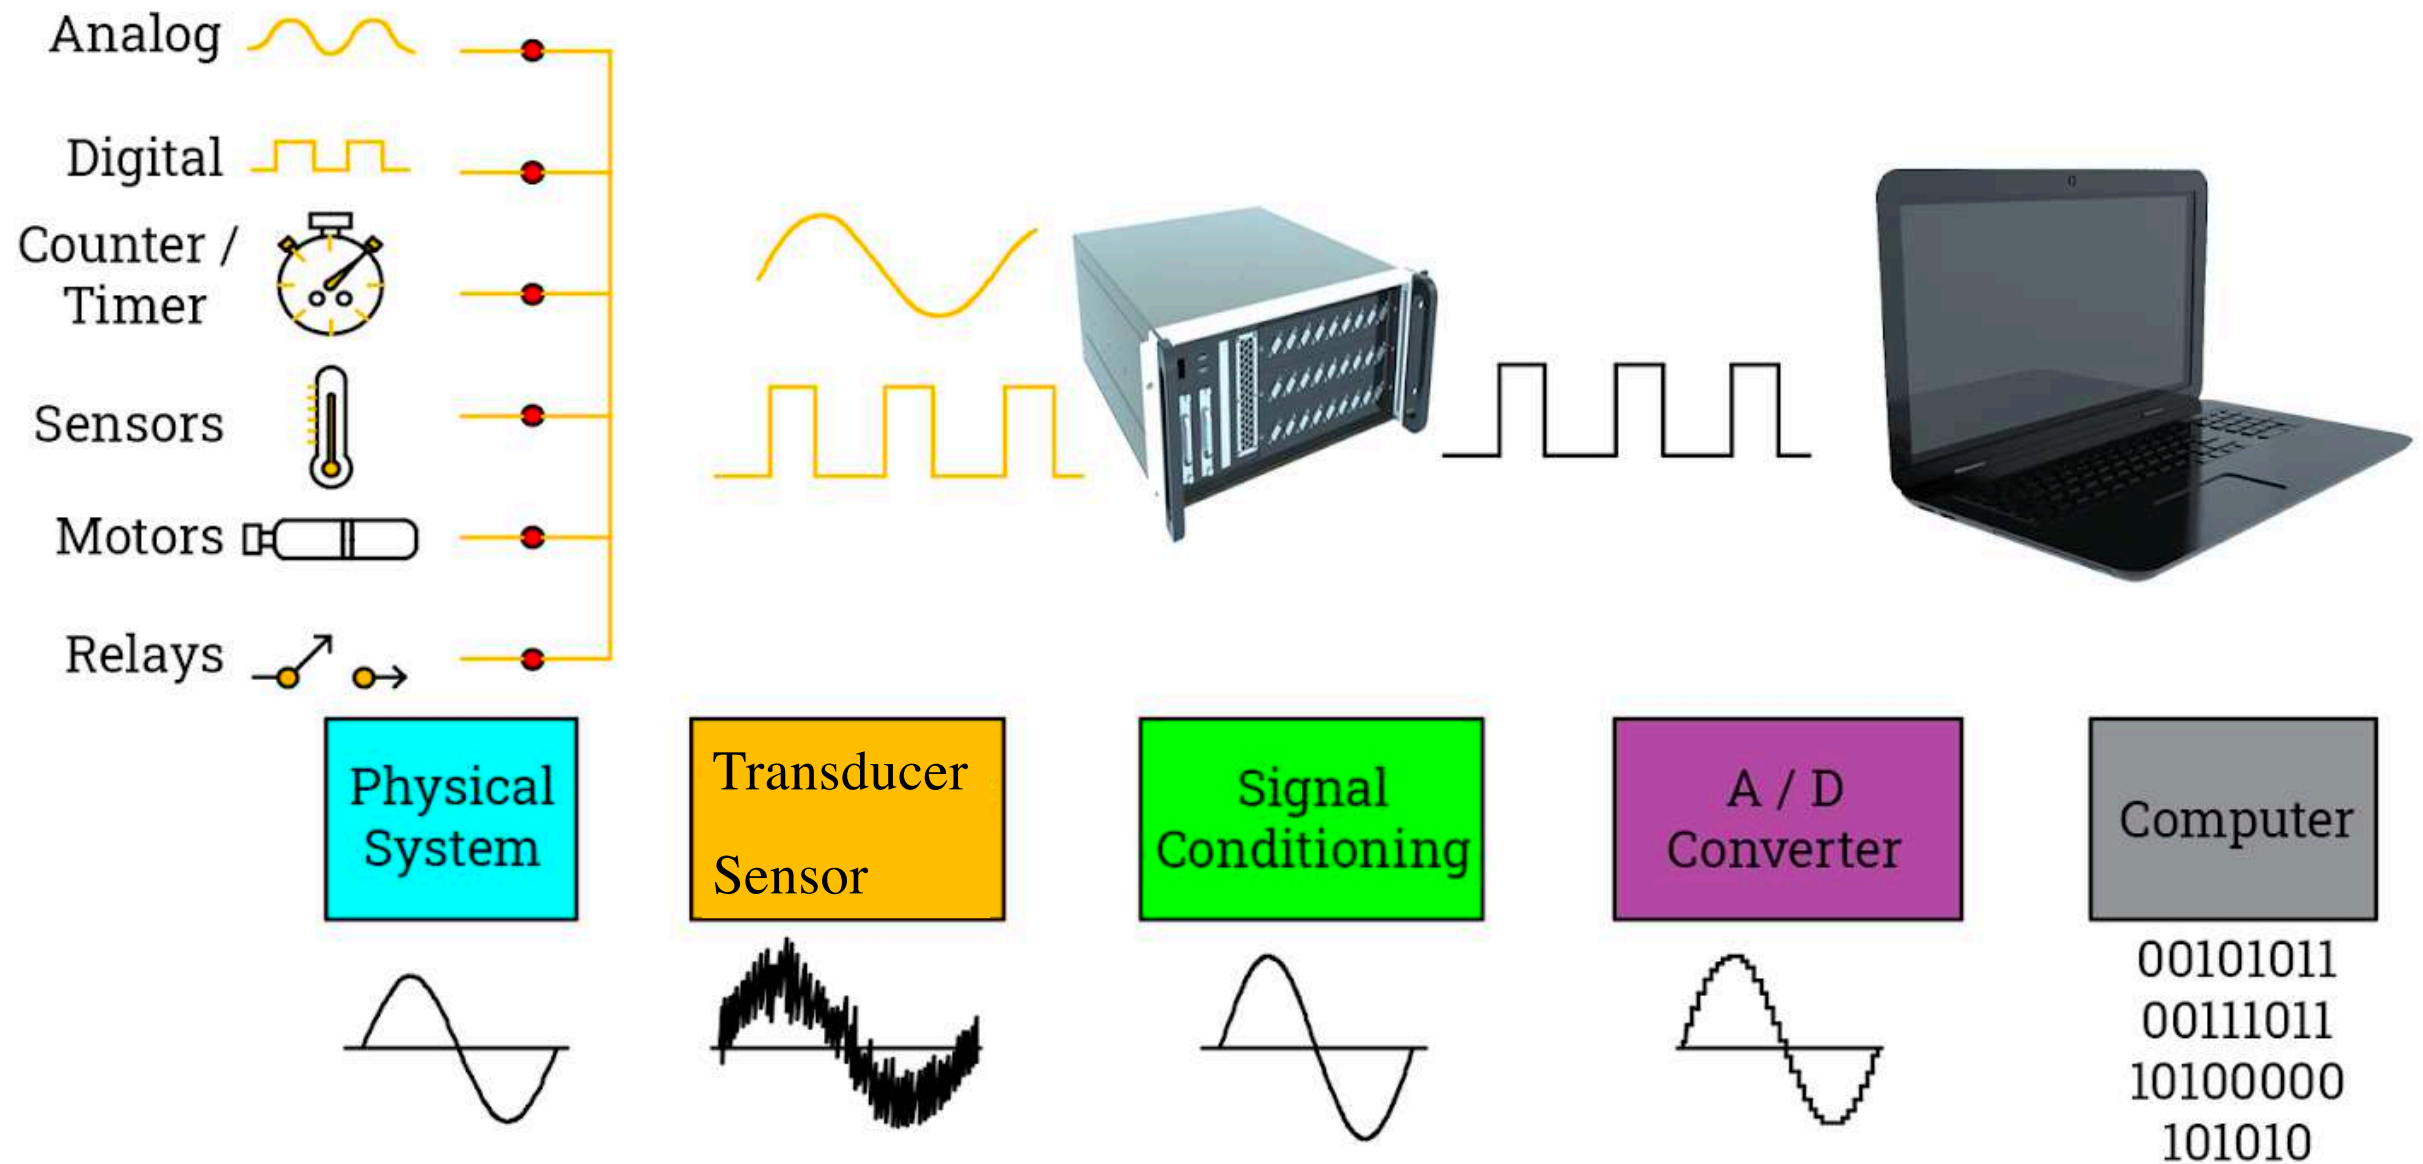 Analog
Digital
Counter /
Timer
Sensors
Motors
Relays
Physical
System
Transducer
Sensor
Signal
Conditioning
A / D
Converter
Computer
00101011
00111011
10100000
101010